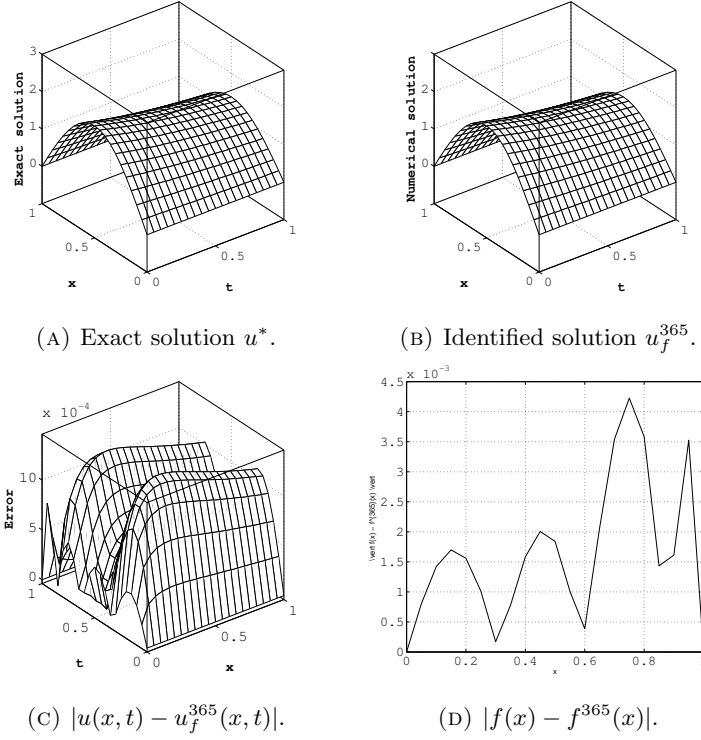 3
2
1
0
1
0.5
0
0
0.5
1
Exact solution
x
t
3
2
1
0
1
0.5
0
0
0.5
1
Numerical solution
x
t
(A) Exact solution u*.
(B) Identified solution u_f^{365}.
x 10^{-4}
10
5
0
1
0.5
0
0
0.5
1
Error
t
x
x 10^{-3}
4.5
4
3.5
3
2.5
2
1.5
1
0.5
0
0
0.2
0.4
0.6
0.8
x
(C) |u(x, t) − u_f^{365}(x, t)|.
(D) |f(x) − f^{365}(x)|.